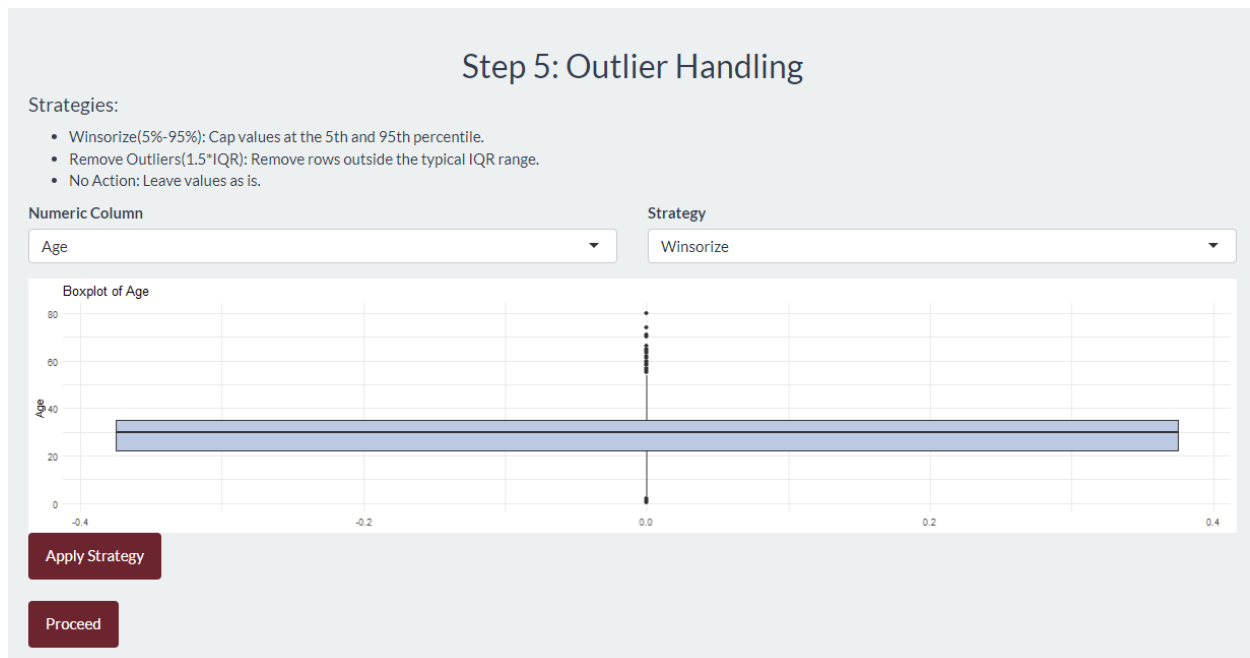 Step 5: Outlier Handling
Strategies:
Winsorize(5%-95%): Cap values at the 5th and 95th percentile.
Remove Outliers(1.5*IQR): Remove rows outside the typical IQR range.
No Action: Leave values as is.
Numeric Column
Strategy
Age
Winsorize
Boxplot of Age
80
60
Age
40
20
0
-0.4
-0.2
0.0
0.2
0.4
Apply Strategy
Proceed